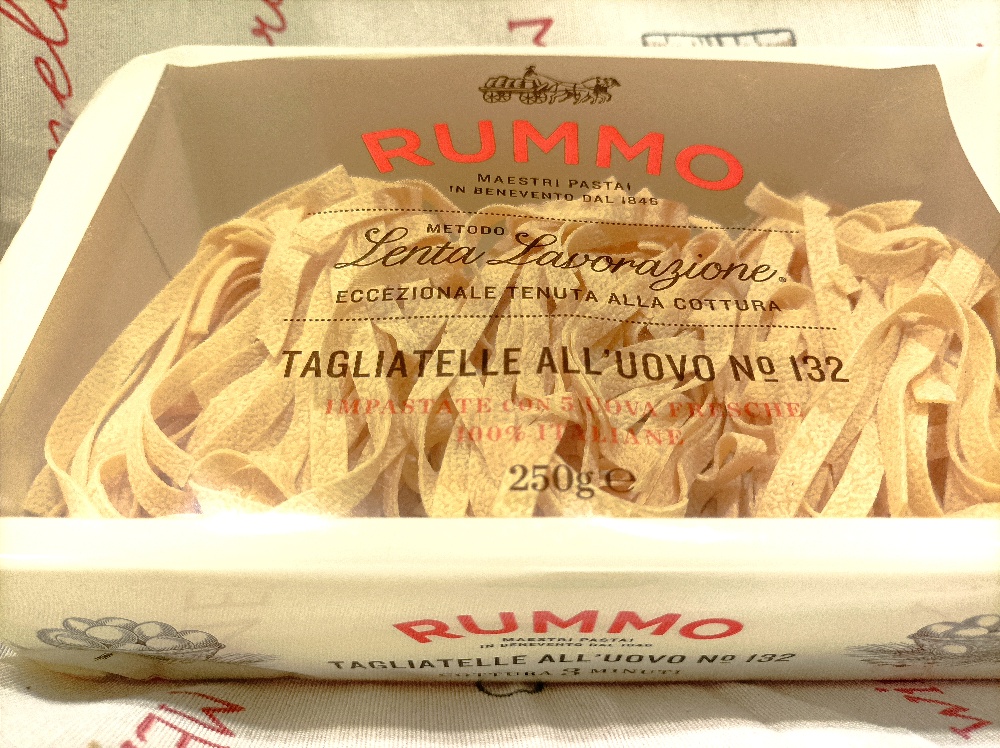 RUMMO
MAESTRI PASTAI
IN BENEVENTO DAL 1846
METODO
Lenta Lavorazione®
ECCEZIONALE TENUTA ALLA COTTURA
TAGLIATELLE ALL'UOVO Nº 132
IMPASTATE CON 5 UOVA FRESCHE
100% ITALIANE
250g ℮
RUMMO
MAESTRI PASTAI
IN BENEVENTO DAL 1846
TAGLIATELLE ALL'UOVO Nº 132
COTTURA 3 MINUTI